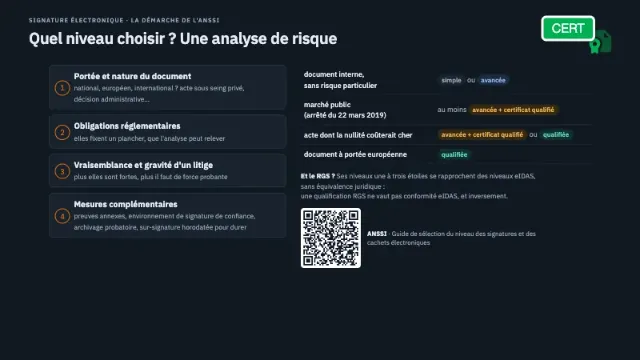 SIGNATURE ÉLECTRONIQUE · LA DÉMARCHE DE L'ANSSI
Quel niveau choisir ? Une analyse de risque
CERT
1
Portée et nature du document
national, européen, international ? acte sous seing privé,
décision administrative…
2
Obligations réglementaires
elles fixent un plancher, que l'analyse peut relever
3
Vraisemblance et gravité d'un litige
plus elles sont fortes, plus il faut de force probante
4
Mesures complémentaires
preuves annexes, environnement de signature de confiance,
archivage probatoire, sur-signature horodatée pour durer
document interne,
sans risque particulier
simple ou avancée
marché public
(arrêté du 22 mars 2019)
au moins avancée + certificat qualifié
acte dont la nullité coûterait cher
avancée + certificat qualifié ou qualifiée
document à portée européenne
qualifiée
Et le RGS ? Ses niveaux une à trois étoiles se rapprochent des niveaux eIDAS,
sans équivalence juridique :
une qualification RGS ne vaut pas conformité eIDAS, et inversement.
ANSSI · Guide de sélection du niveau des signatures et des
cachets électroniques